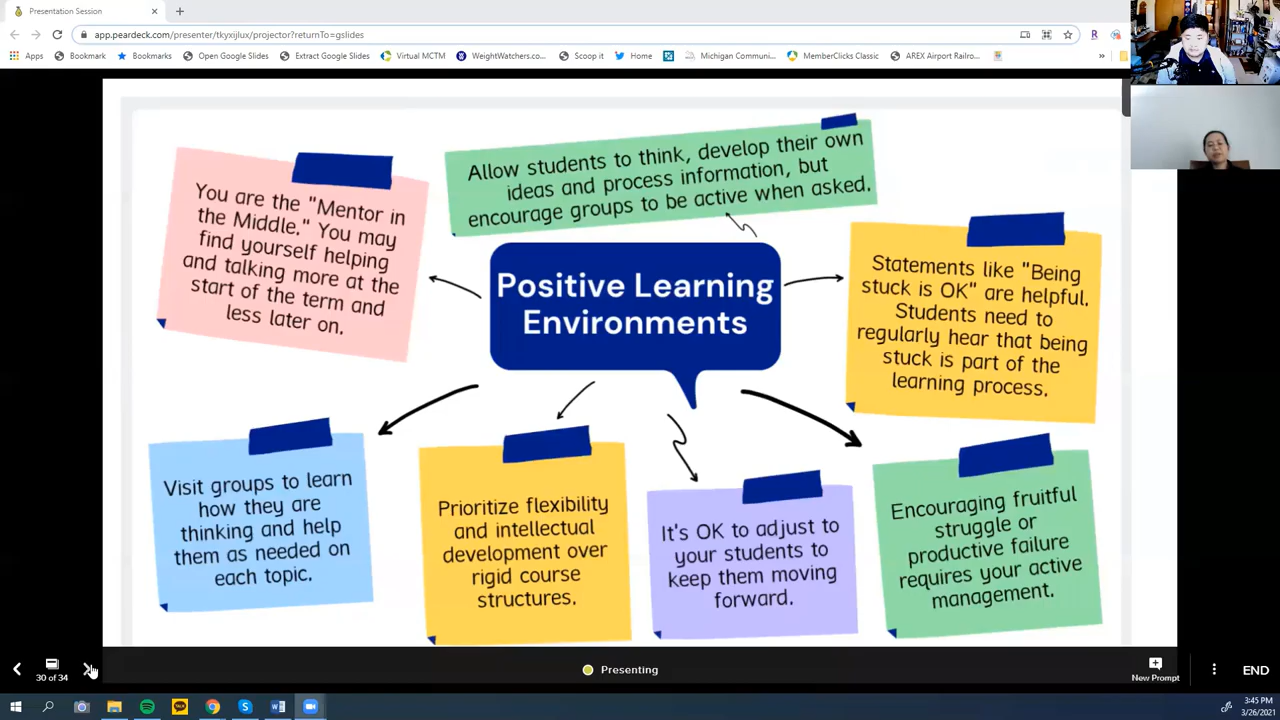 Presentation Session
app.peardeck.com/presenter/tkyxijlux/projector?returnTo=gslides
Apps
Bookmark
Bookmarks
Open Google Slides
Extract Google Slides
Virtual MCTM
WeightWatchers.co...
Scoop it
Home
Michigan Communi...
MemberClicks Classic
AREX Airport Railro...
You are the "Mentor in
the Middle." You may
find yourself helping
and talking more at the
start of the term and
less later on.
Allow students to think, develop their own
ideas and process information, but
encourage groups to be active when asked.
Positive Learning
Environments
Statements like "Being
stuck is OK" are helpful.
Students need to
regularly hear that being
stuck is part of the
learning process.
Visit groups to learn
how they are
thinking and help
them as needed on
each topic.
Prioritize flexibility
and intellectual
development over
rigid course
structures.
It's OK to adjust to
your students to
keep them moving
forward.
Encouraging fruitful
struggle or
productive failure
requires your active
management.
30 of 34
Presenting
New Prompt
END
3:45 PM
3/26/2021